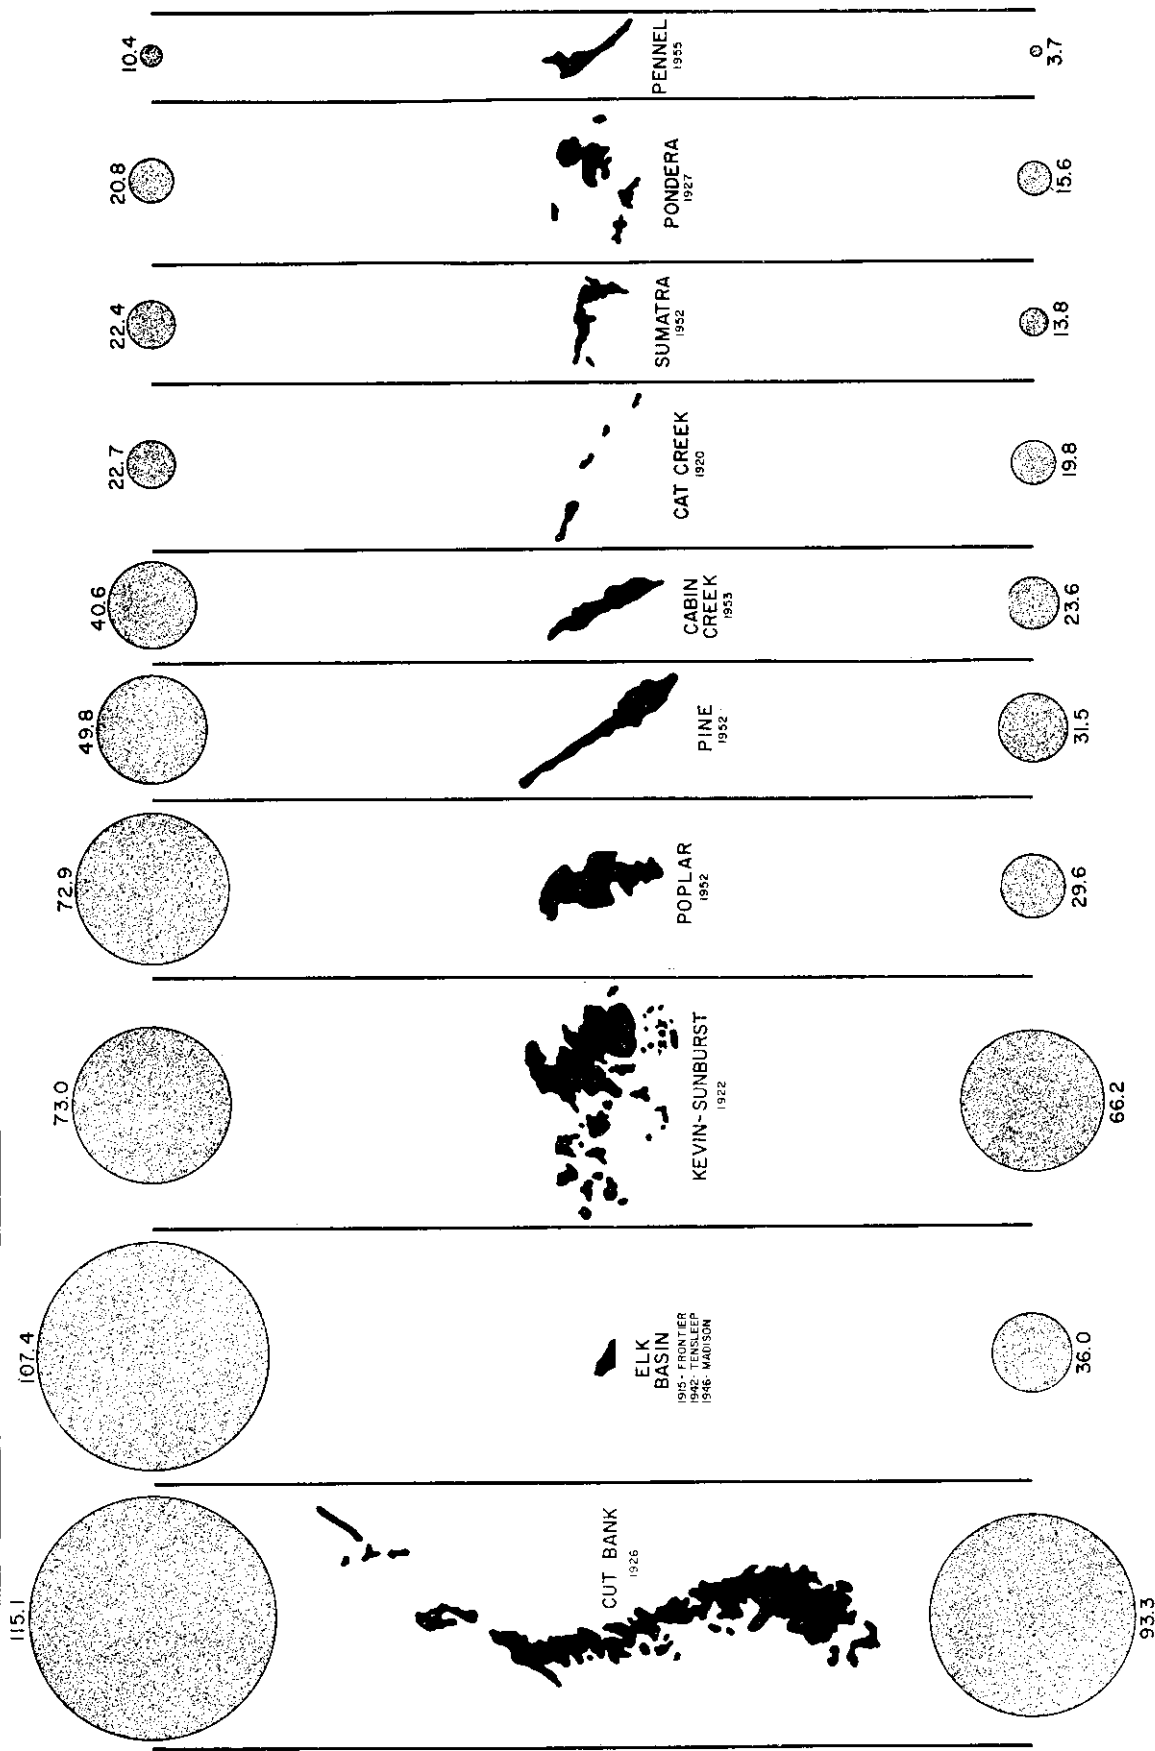 115.1
107.4
73.0
72.9
49.8
40.6
22.7
22.4
20.8
10.4
CUT BANK
1926
ELK
BASIN
1915 - FRONTIER
1942 - TENSLEEP
1946 - MADISON
KEVIN - SUNBURST
1922
POPLAR
1952
PINE
1952
CABIN
CREEK
1953
CAT CREEK
1920
SUMATRA
1952
PONDERA
1927
PENNEL
1955
93.3
36.0
66.2
29.6
31.5
23.6
19.8
13.8
15.6
3.7